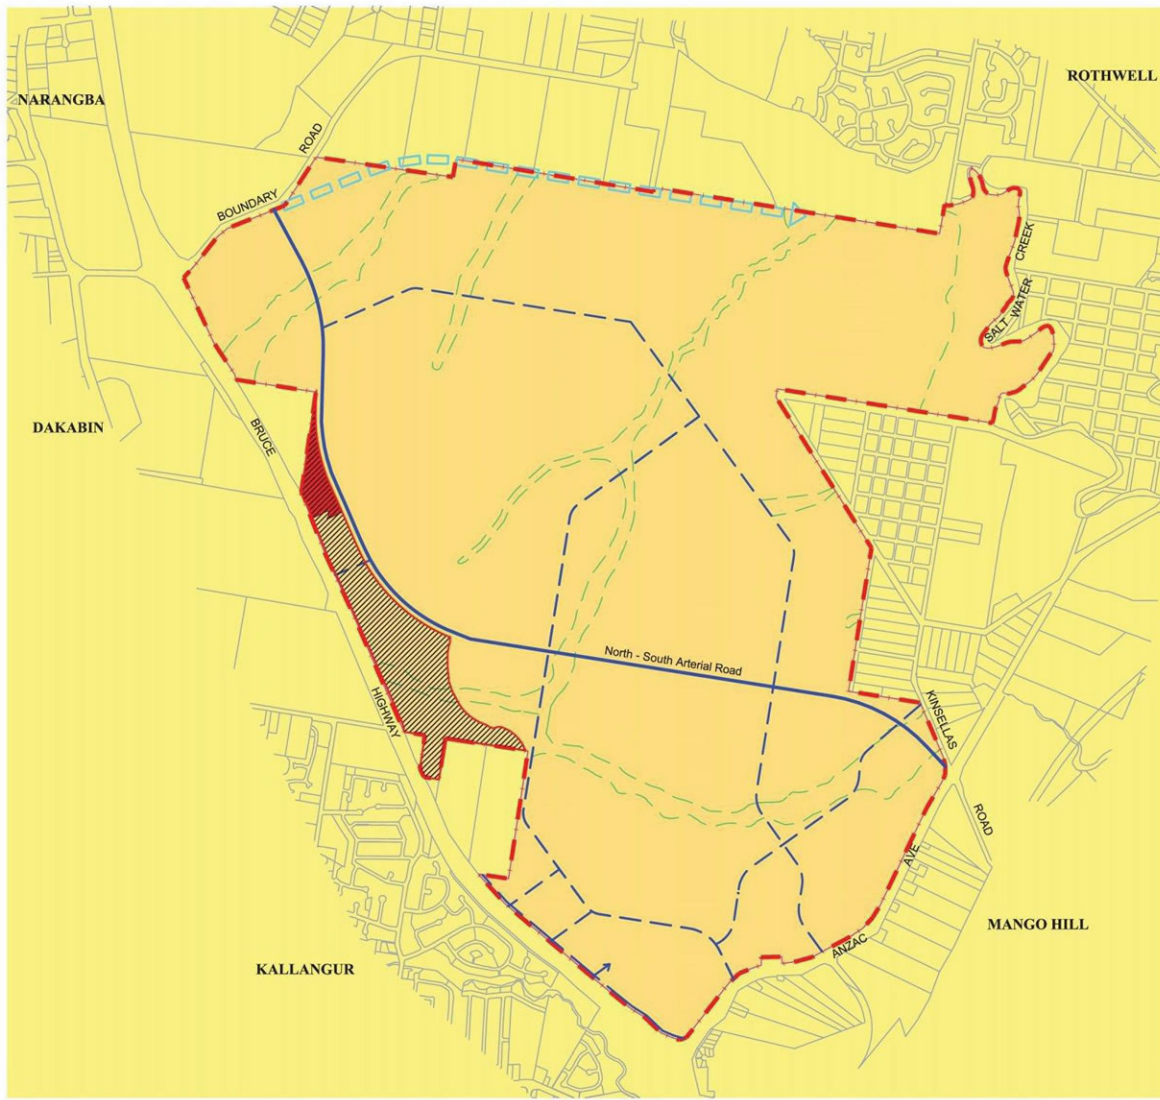 ROTHWELL
NARANGBA
ROAD
BOUNDARY
CREEK
SALT WATER
DAKABIN
BRUCE
North - South Arterial Road
HIGHWAY
KINSELLAS
ROAD
AVE
MANGO HILL
ANZAC
KALLANGUR